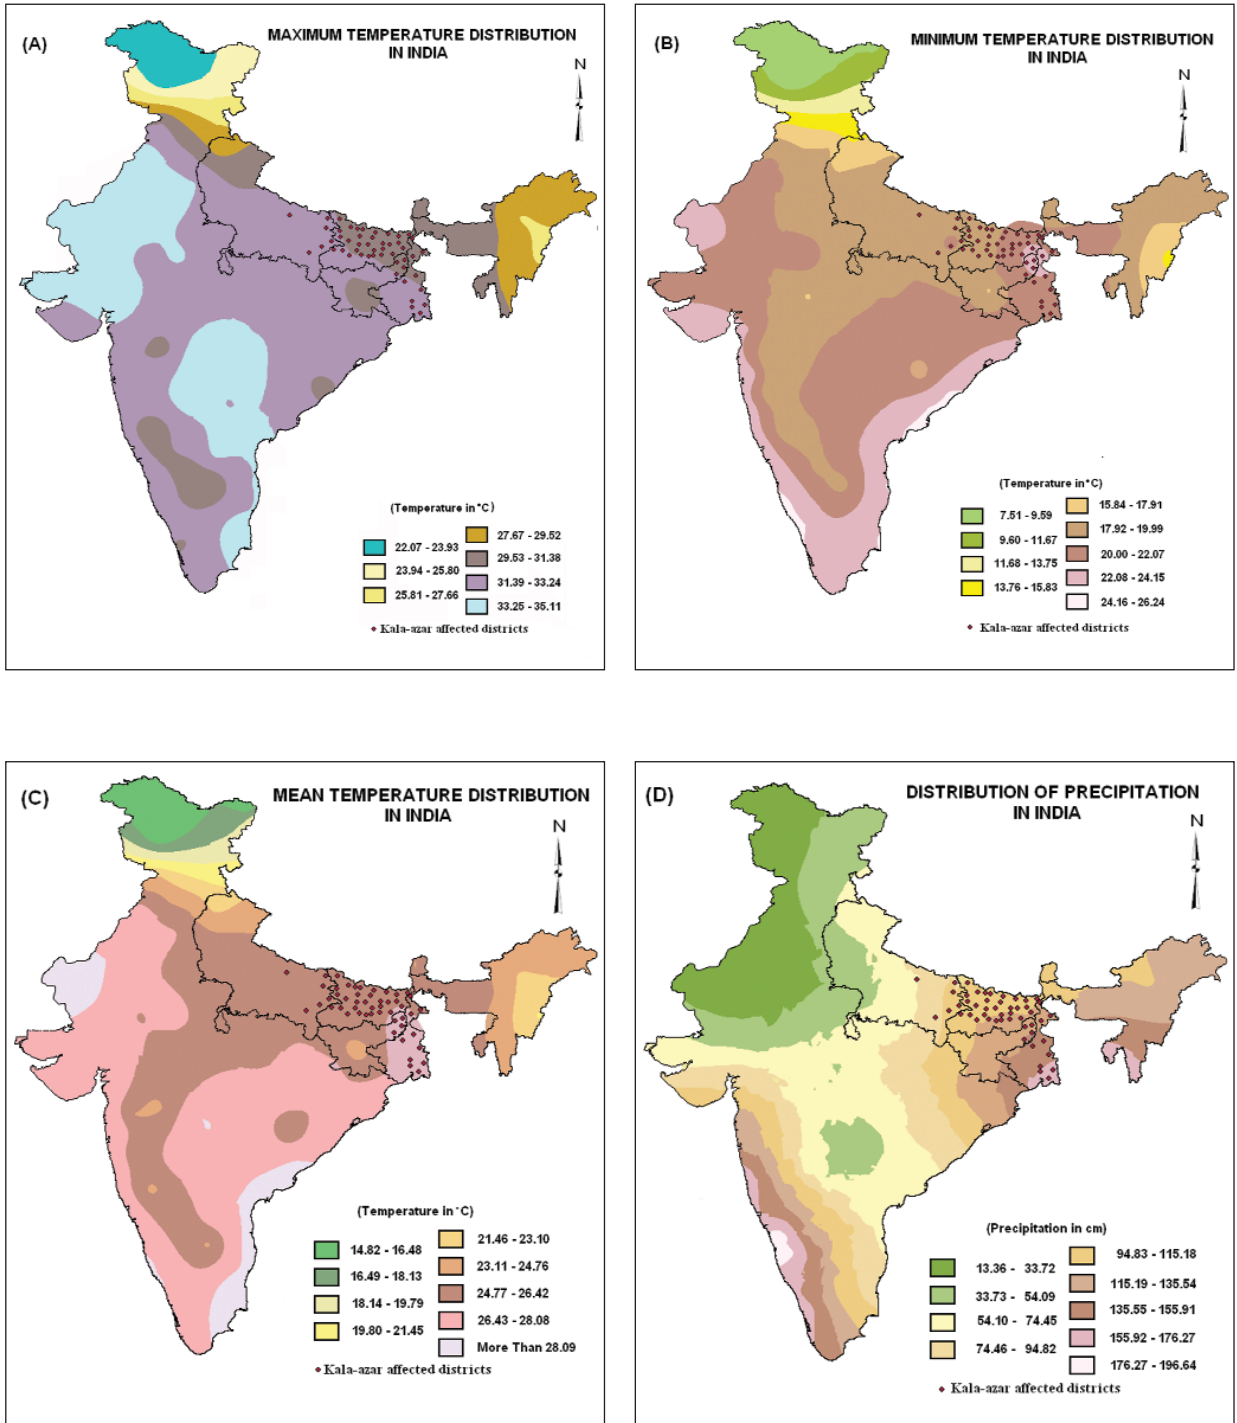 (A)
MAXIMUM TEMPERATURE DISTRIBUTION
IN INDIA
N
(Temperature in °C)
22.07 - 23.93
23.94 - 25.80
25.81 - 27.66
27.67 - 29.52
29.53 - 31.38
31.39 - 33.24
33.25 - 35.11
Kala-azar affected districts
(B)
MINIMUM TEMPERATURE DISTRIBUTION
IN INDIA
N
(Temperature in °C)
7.51 - 9.59
9.60 - 11.67
11.68 - 13.75
13.76 - 15.83
15.84 - 17.91
17.92 - 19.99
20.00 - 22.07
22.08 - 24.15
24.16 - 26.24
Kala-azar affected districts
(C)
MEAN TEMPERATURE DISTRIBUTION
IN INDIA
N
(Temperature in °C)
14.82 - 16.48
16.49 - 18.13
18.14 - 19.79
19.80 - 21.45
21.46 - 23.10
23.11 - 24.76
24.77 - 26.42
26.43 - 28.08
More Than 28.09
Kala-azar affected districts
(D)
DISTRIBUTION OF PRECIPITATION
IN INDIA
N
(Precipitation in cm)
13.36 - 33.72
33.73 - 54.09
54.10 - 74.45
74.46 - 94.82
94.83 - 115.18
115.19 - 135.54
135.55 - 155.91
155.92 - 176.27
176.27 - 196.64
Kala-azar affected districts